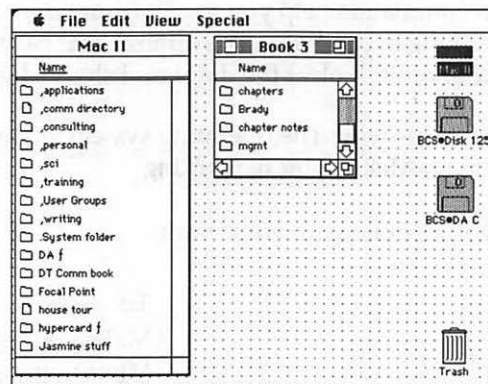 File Edit View Special
Mac II
Name
,applications
,comm directory
,consulting
,personal
,sci
,training
,User Groups
,writing
.System folder
DA ƒ
DT Comm book
Focal Point
house tour
hypercard ƒ
Jasmine stuff
Book 3
Name
chapters
Brady
chapter notes
mgmt
Mac II
BCS•Disk 125
BCS•DA C
Trash